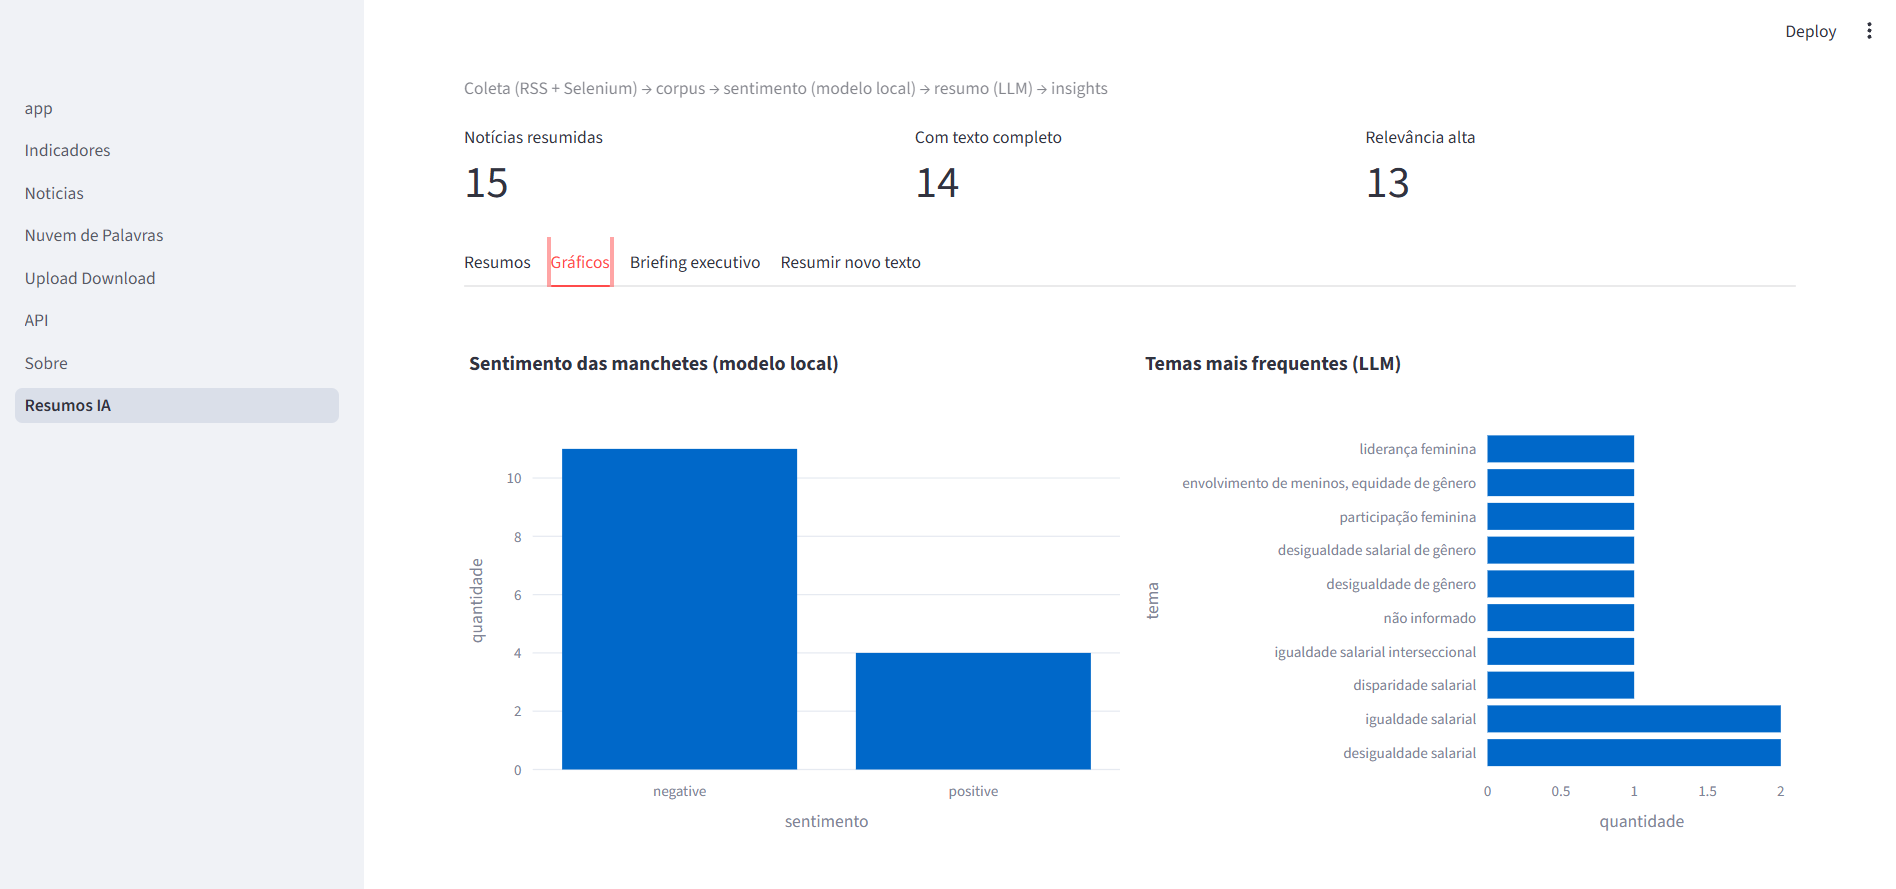 Deploy
app
Indicadores
Noticias
Nuvem de Palavras
Upload Download
API
Sobre
Resumos IA
Coleta (RSS + Selenium) → corpus → sentimento (modelo local) → resumo (LLM) → insights
Notícias resumidas
15
Com texto completo
14
Relevância alta
13
Resumos Gráficos Briefing executivo Resumir novo texto
Sentimento das manchetes (modelo local)
quantidade
10
8
6
4
2
0
negative positive
sentimento
Temas mais frequentes (LLM)
tema
liderança feminina
envolvimento de meninos, equidade de gênero
participação feminina
desigualdade salarial de gênero
desigualdade de gênero
não informado
igualdade salarial interseccional
disparidade salarial
igualdade salarial
desigualdade salarial
0 0.5 1 1.5 2
quantidade